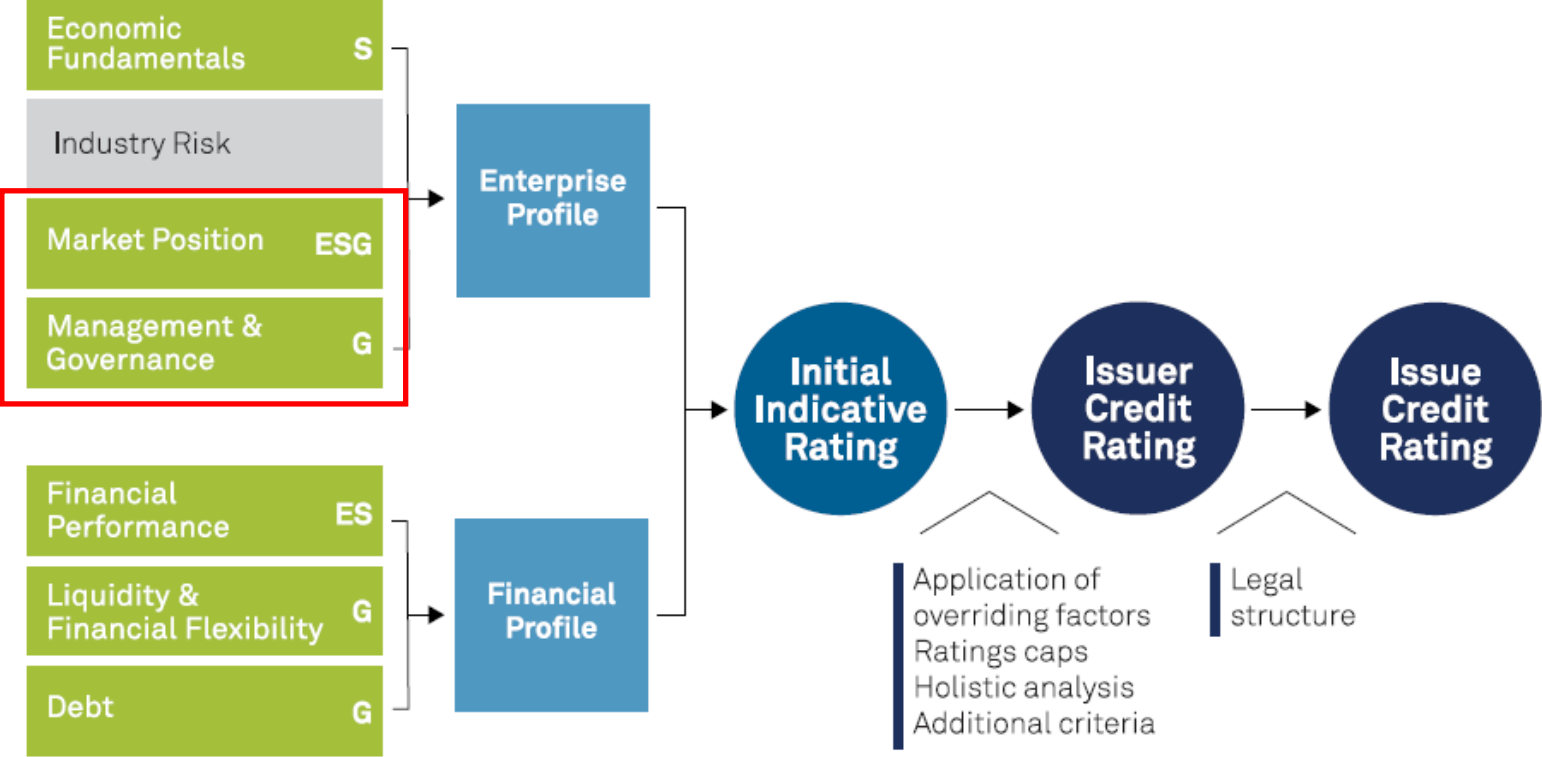 Economic
Fundamentals
S
Industry Risk
Market Position
ESG
Management &
Governance
G
Enterprise
Profile
Financial
Performance
ES
Liquidity &
Financial Flexibility
G
Debt
G
Financial
Profile
Initial
Indicative
Rating
Issuer
Credit
Rating
Issue
Credit
Rating
Application of
overriding factors
Ratings caps
Holistic analysis
Additional criteria
Legal
structure